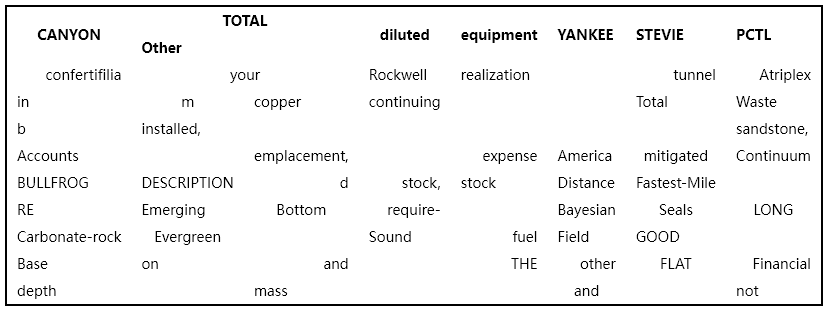 CANYON TOTAL Other diluted equipment YANKEE STEVIE PCTL
confertifilia your Rockwell realization tunnel Atriplex
in m copper continuing Total Waste
b installed, sandstone,
Accounts emplacement, expense America mitigated Continuum
BULLFROG DESCRIPTION d stock, stock Distance Fastest-Mile
RE Emerging Bottom require- Bayesian Seals LONG
Carbonate-rock Evergreen Sound fuel Field GOOD
Base on and THE other FLAT Financial
depth mass and not